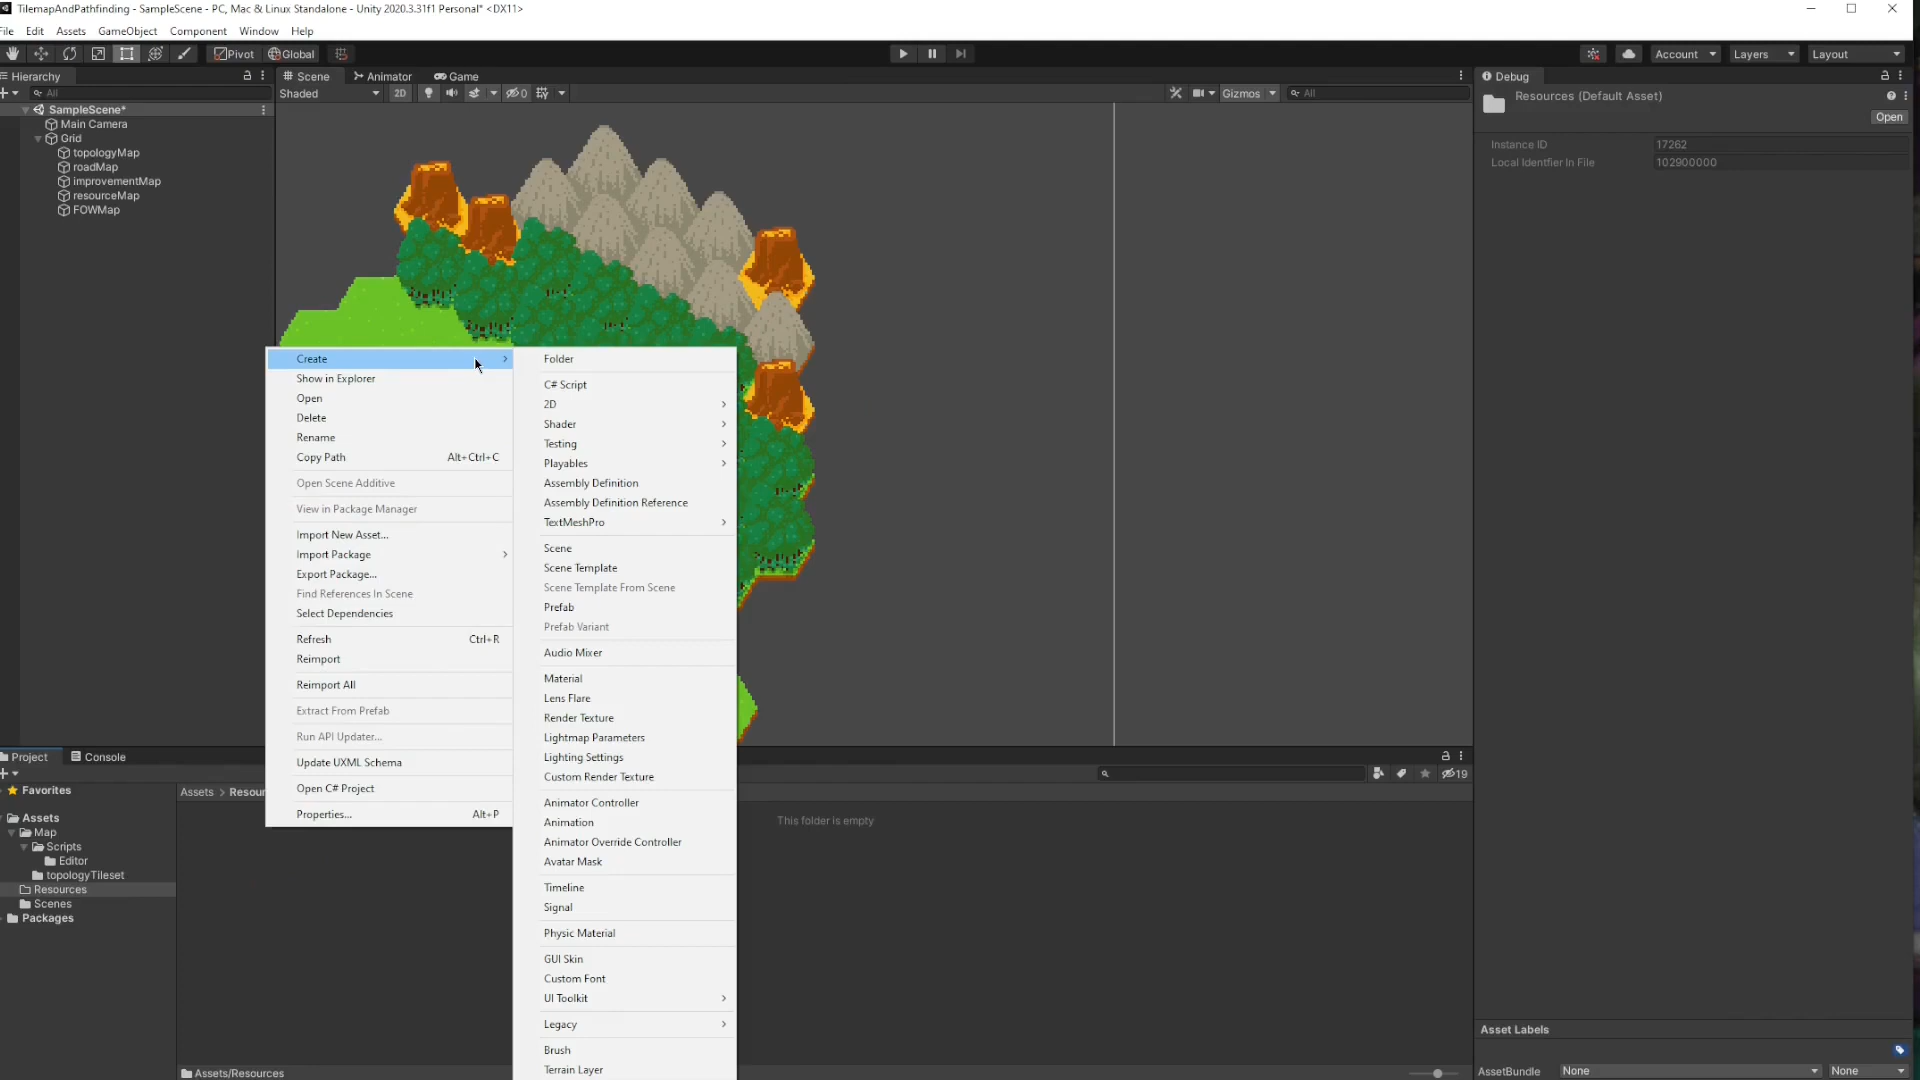 TilemapAndPathfinding - SampleScene - PC, Mac & Linux Standalone - Unity 2020.3.31f1 Personal* <DX11>
File Edit Assets GameObject Component Window Help
Pivot Global Account Layers Layout
Hierarchy
All
SampleScene*
Main Camera
Grid
topologyMap
roadMap
improvementMap
resourceMap
FOWMap
Scene Animator Game
Shaded 2D 0 Gizmos All
Debug
Resources (Default Asset)
Open
Instance ID 17262
Local Identfier In File 102900000
Create
Show in Explorer
Open
Delete
Rename
Copy Path Alt+Ctrl+C
Open Scene Additive
View in Package Manager
Import New Asset...
Import Package
Export Package...
Find References In Scene
Select Dependencies
Refresh Ctrl+R
Reimport
Reimport All
Extract From Prefab
Run API Updater...
Update UXML Schema
Open C# Project
Properties... Alt+P
Folder
C# Script
2D
Shader
Testing
Playables
Assembly Definition
Assembly Definition Reference
TextMeshPro
Scene
Scene Template
Scene Template From Scene
Prefab
Prefab Variant
Audio Mixer
Material
Lens Flare
Render Texture
Lightmap Parameters
Lighting Settings
Custom Render Texture
Animator Controller
Animation
Animator Override Controller
Avatar Mask
Timeline
Signal
Physic Material
GUI Skin
Custom Font
UI Toolkit
Legacy
Brush
Terrain Layer
Project Console
19
Favorites
Assets
Map
Scripts
Editor
topologyTileset
Resources
Scenes
Packages
Assets > Resour
This folder is empty
Assets/Resources
Asset Labels
AssetBundle None None